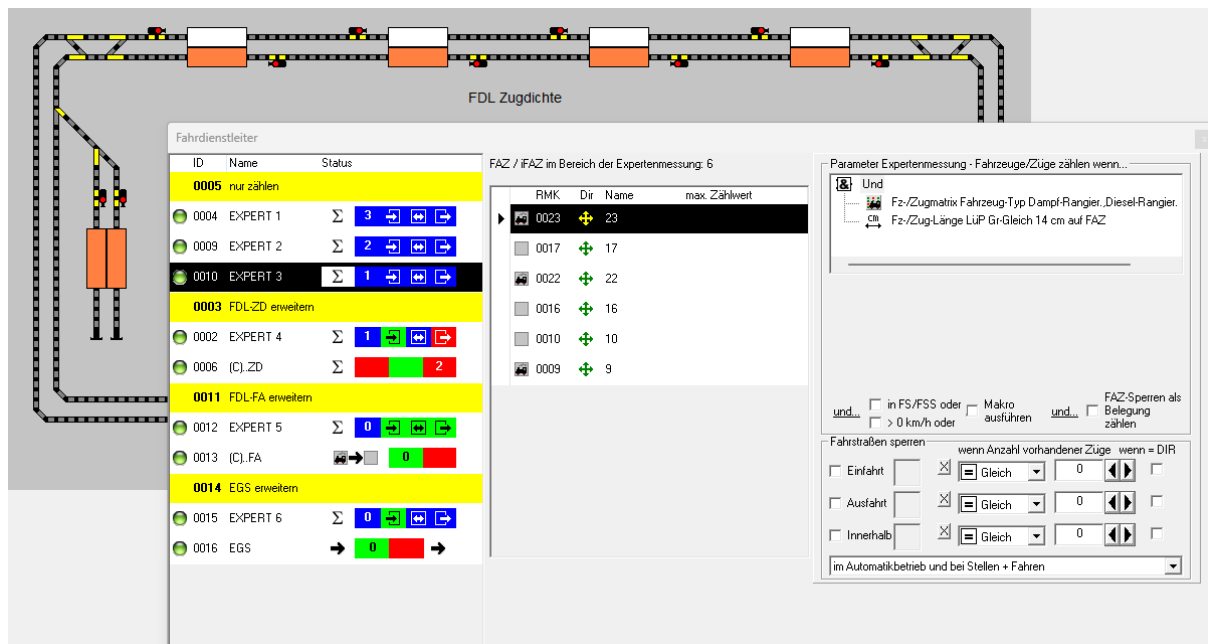 FDL Zugdichte
Fahrdienstleiter
ID Name Status
0005 nur zählen
0004 EXPERT 1 Σ 3
0009 EXPERT 2 Σ 2
0010 EXPERT 3 Σ 1
0003 FDL-ZD erweitern
0002 EXPERT 4 Σ 1
0006 (C)..ZD Σ 2
0011 FDL-FA erweitern
0012 EXPERT 5 Σ 0
0013 (C)..FA 0
0014 EGS erweitern
0015 EXPERT 6 Σ 0
0016 EGS 0
FAZ / iFAZ im Bereich der Expertenmessung: 6
RMK Dir Name max. Zählwert
0023 23
0017 17
0022 22
0016 16
0010 10
0009 9
Parameter Expertenmessung - Fahrzeuge/Züge zählen wenn...
& Und
Fz-/Zugmatrix Fahrzeug-Typ Dampf-Rangier.,Diesel-Rangier.
cm Fz-/Zug-Länge LüP Gr-Gleich 14 cm auf FAZ
und... in FS/FSS oder
> 0 km/h oder
Makro
ausführen
und... FAZ-Sperren als
Belegung
zählen
Fahrstraßen sperren
wenn Anzahl vorhandener Züge wenn = DIR
Einfahrt X = Gleich 0
Ausfahrt X = Gleich 0
Innerhalb X = Gleich 0
im Automatikbetrieb und bei Stellen + Fahren